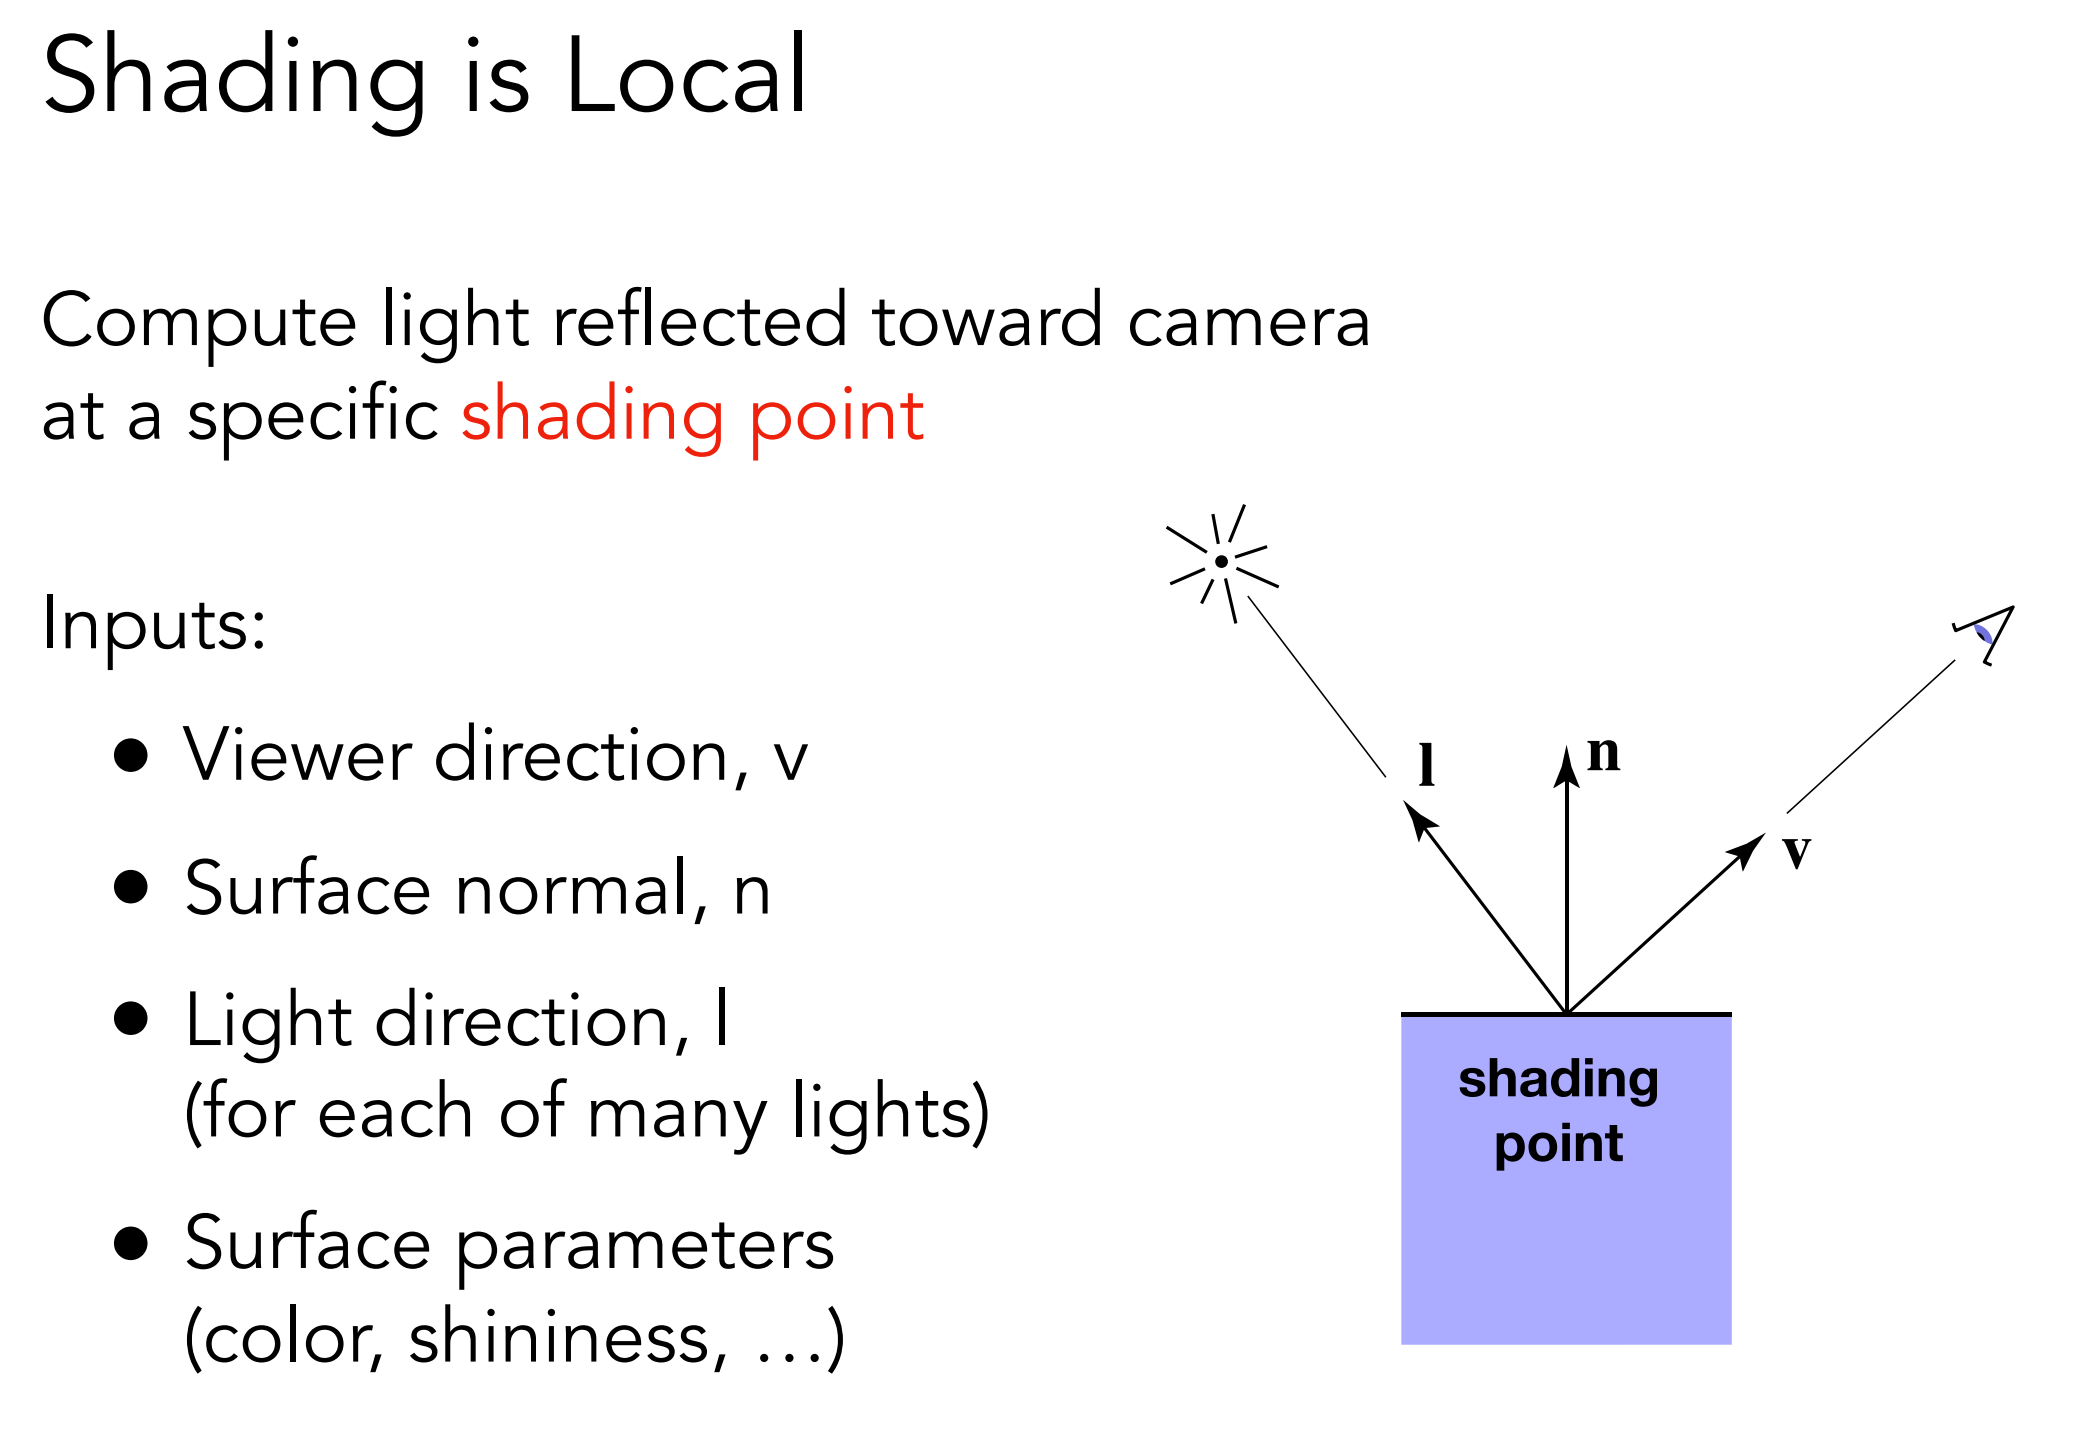 Shading is Local
Compute light reflected toward camera
at a specific shading point
Inputs:
• Viewer direction, v
• Surface normal, n
• Light direction, l
(for each of many lights)
• Surface parameters
(color, shininess, …)
l
n
v
shading
point